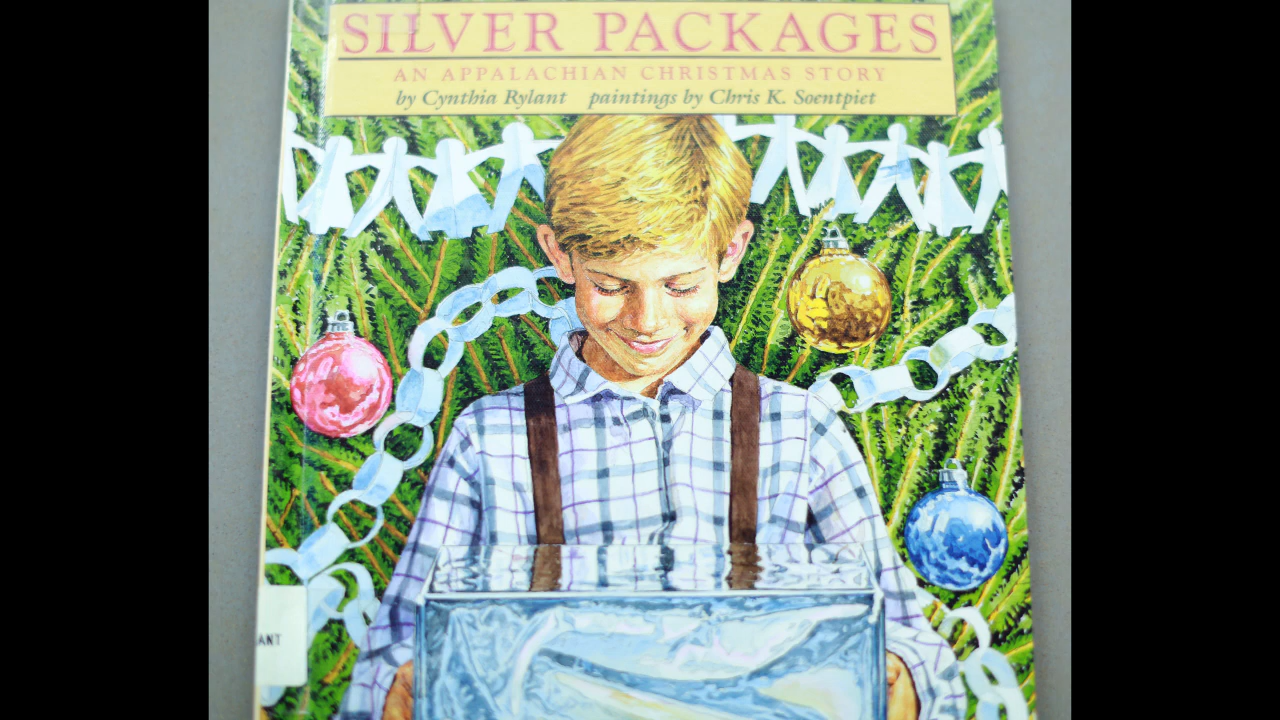 SILVER PACKAGES
AN APPALACHIAN CHRISTMAS STORY
by Cynthia Rylant paintings by Chris K. Soentpiet
ANT